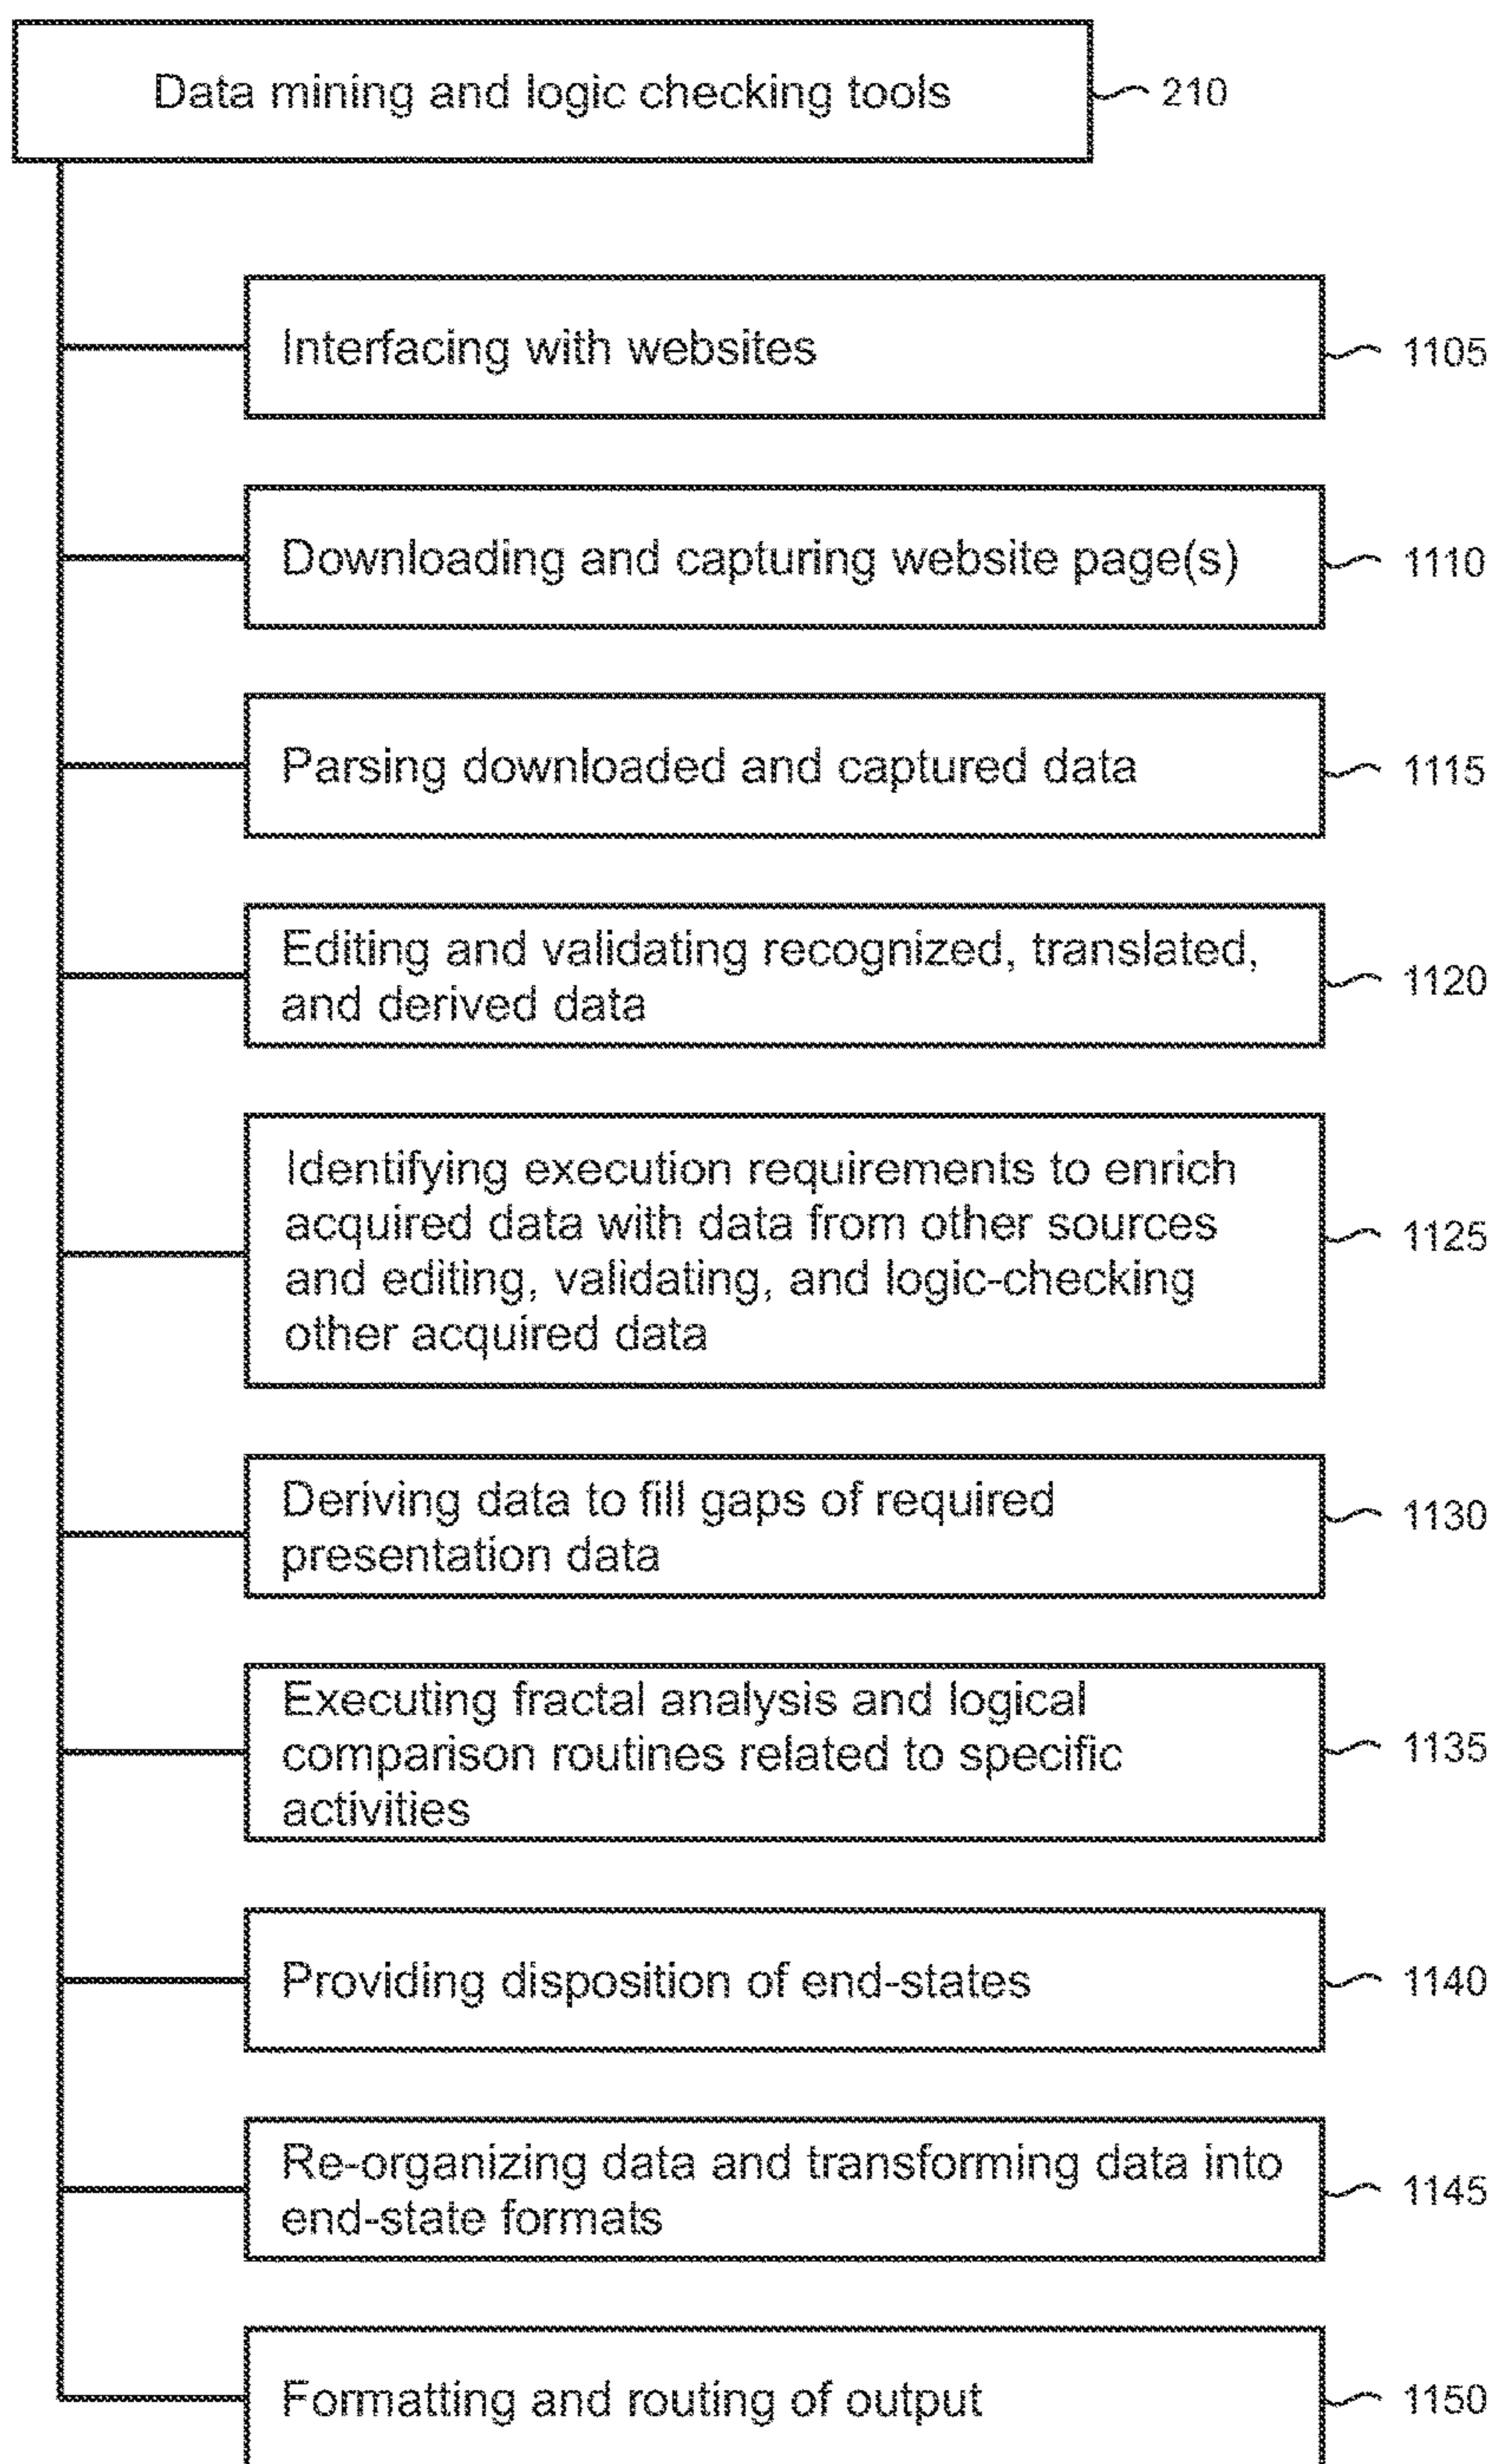 Data mining and logic checking tools
210
Interfacing with websites
1105
Downloading and capturing website page(s)
1110
Parsing downloaded and captured data
1115
Editing and validating recognized, translated,
and derived data
1120
Identifying execution requirements to enrich
acquired data with data from other sources
and editing, validating, and logic-checking
other acquired data
1125
Deriving data to fill gaps of required
presentation data
1130
Executing fractal analysis and logical
comparison routines related to specific
activities
1135
Providing disposition of end-states
1140
Re-organizing data and transforming data into
end-state formats
1145
Formatting and routing of output
1150